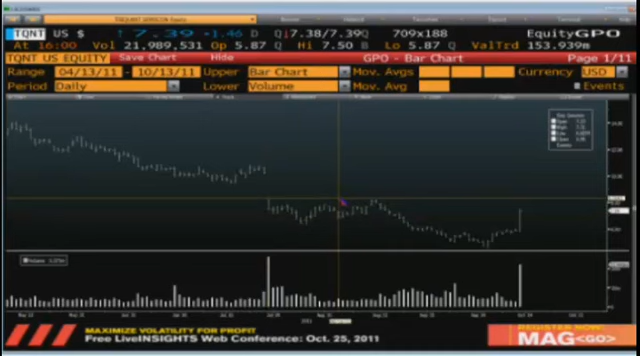 TQNT US $ ↑ 7.39 +1.46 D Q↓7.38/7.39Q 709x188 EquityGPO
At 16:00 Vol 21,989,531 Op 5.87 Q Hi 7.50 B Lo 5.87 Q ValTrd 153.939m
TQNT US EQUITY Save Chart Hide GPO - Bar Chart Page 1/11
Range 04/13/11 - 10/13/11 Upper Bar Chart Mov. Avgs Currency USD
Period Daily Lower Volume Mov. Avg Events
MAXIMIZE VOLATILITY FOR PROFIT
Free LiveINSIGHTS Web Conference: Oct. 25, 2011
REGISTER NOW:
MAG<GO>